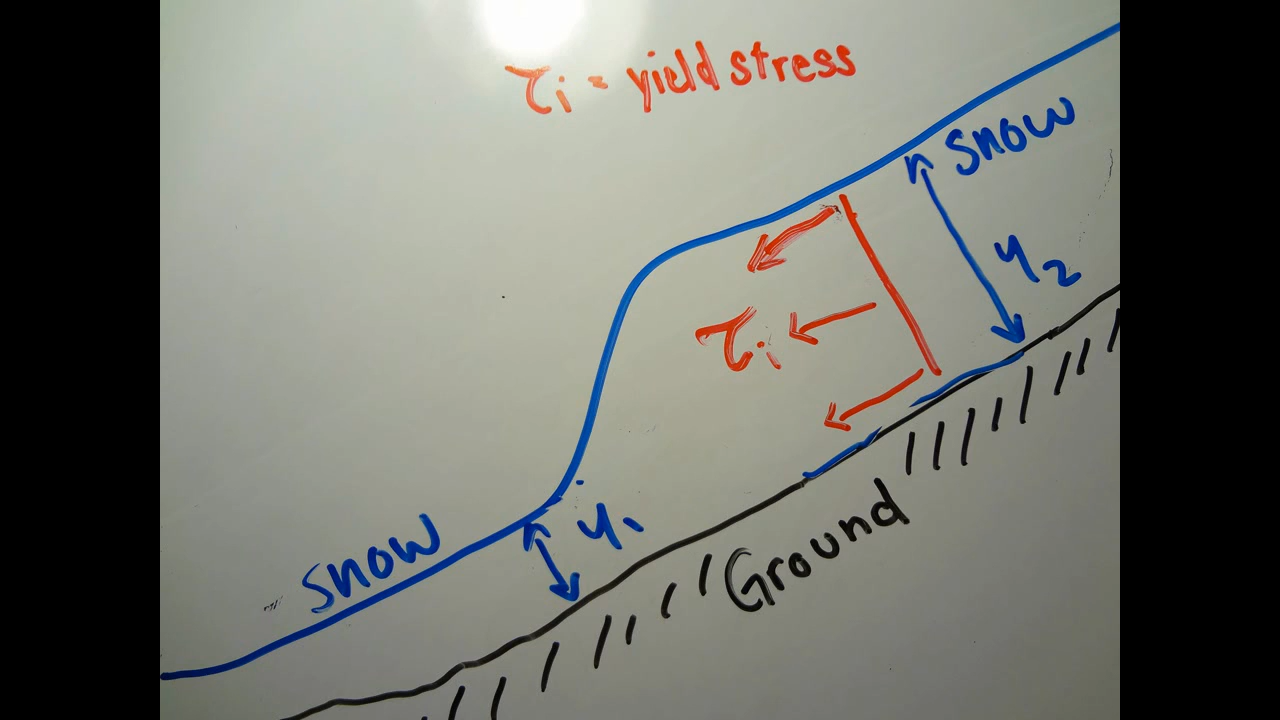 τi = yield stress
snow
y2
τi
y1
snow
Ground